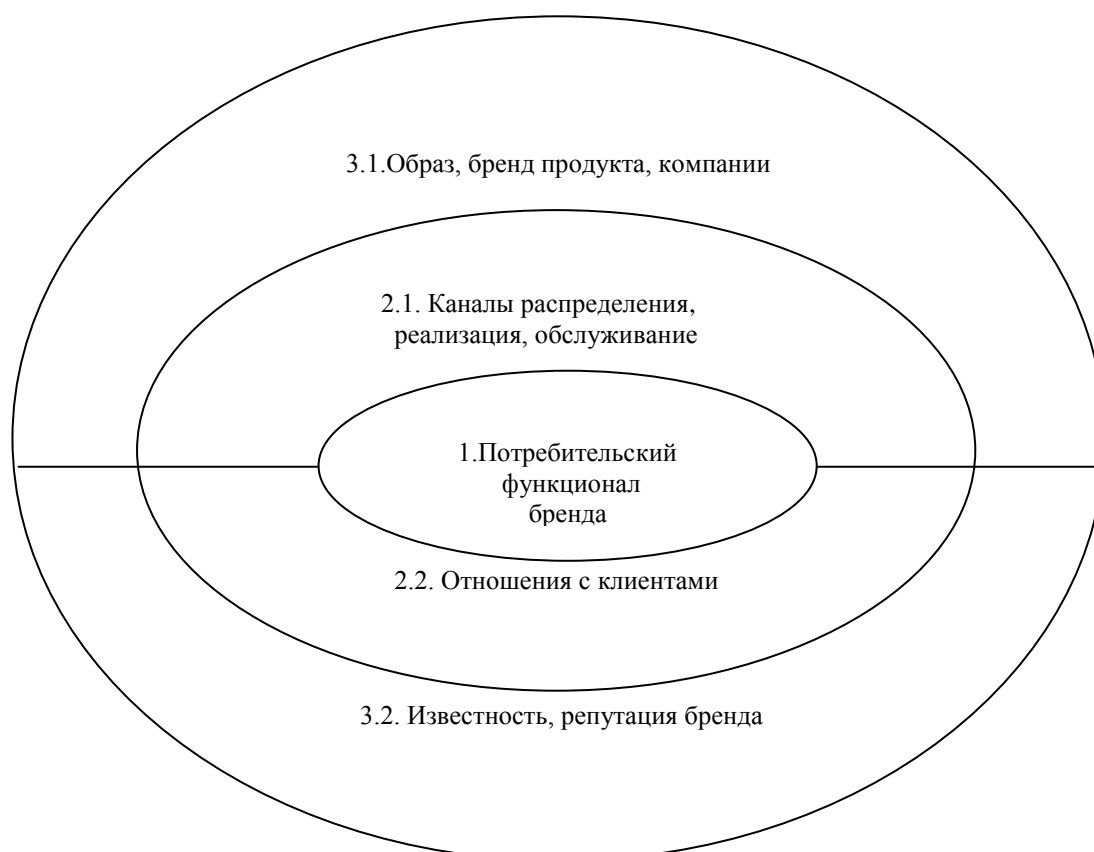 3.1.Образ, бренд продукта, компании
2.1. Каналы распределения,
реализация, обслуживание
1.Потребительский
функционал
бренда
2.2. Отношения с клиентами
3.2. Известность, репутация бренда